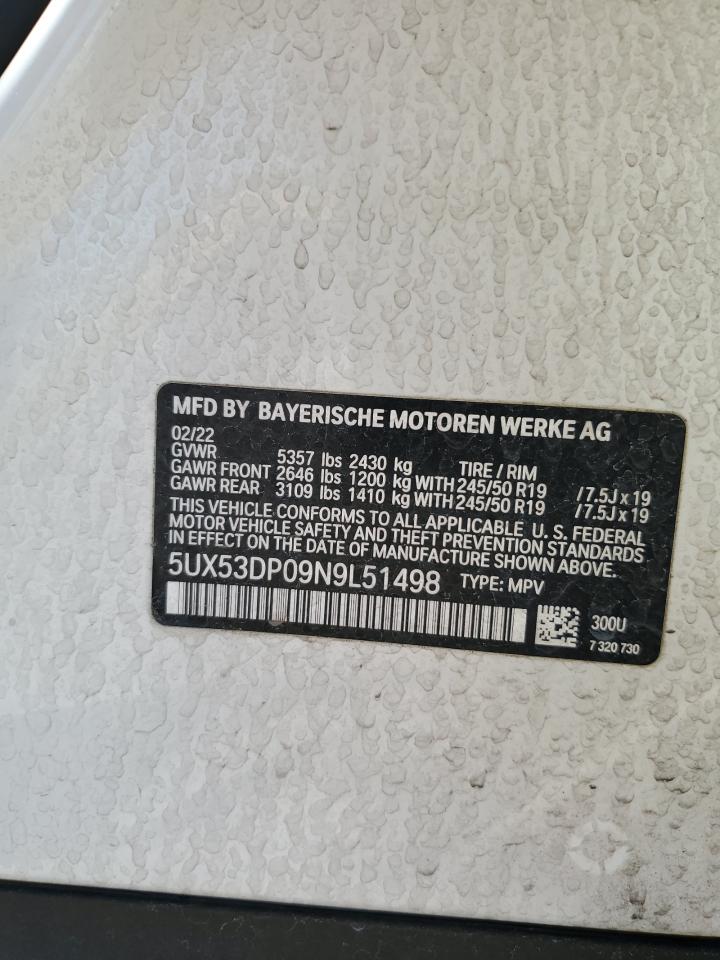 MFD BY BAYERISCHE MOTOREN WERKE AG
02/22
GVWR 5357 lbs 2430 kg TIRE / RIM
GAWR FRONT 2646 lbs 1200 kg WITH 245/50 R19 / 7.5J x 19
GAWR REAR 3109 lbs 1410 kg WITH 245/50 R19 / 7.5J x 19
THIS VEHICLE CONFORMS TO ALL APPLICABLE U. S. FEDERAL
MOTOR VEHICLE SAFETY AND THEFT PREVENTION STANDARDS
IN EFFECT ON THE DATE OF MANUFACTURE SHOWN ABOVE.
5UX53DP09N9L51498 TYPE: MPV
300U
7 320 730